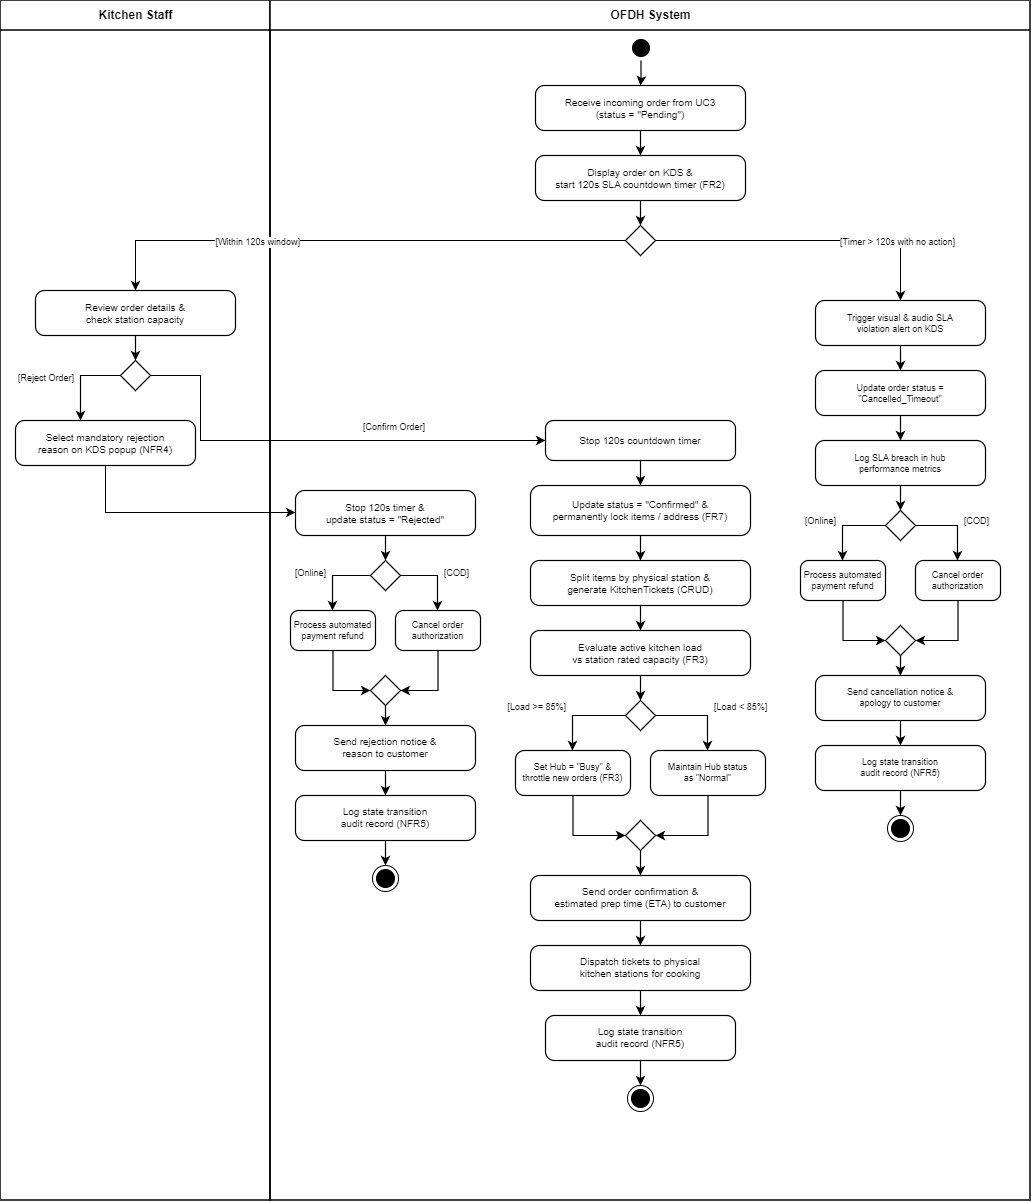 Kitchen Staff
OFDH System
Receive incoming order from UC3
(status = "Pending")
Display order on KDS &
start 120s SLA countdown timer (FR2)
[Within 120s window]
[Timer > 120s with no action]
Review order details &
check station capacity
Trigger visual & audio SLA
violation alert on KDS
[Reject Order]
Update order status =
"Cancelled_Timeout"
Select mandatory rejection
reason on KDS popup (NFR4)
[Confirm Order]
Stop 120s countdown timer
Log SLA breach in hub
performance metrics
Stop 120s timer &
update status = "Rejected"
Update status = "Confirmed" &
permanently lock items / address (FR7)
[Online]
[COD]
[Online]
[COD]
Split items by physical station &
generate KitchenTickets (CRUD)
Process automated
payment refund
Cancel order
authorization
Process automated
payment refund
Cancel order
authorization
Evaluate active kitchen load
vs station rated capacity (FR3)
Send cancellation notice &
apology to customer
[Load >= 85%]
[Load < 85%]
Send rejection notice &
reason to customer
Set Hub = "Busy" &
throttle new orders (FR3)
Maintain Hub status
as "Normal"
Log state transition
audit record (NFR5)
Log state transition
audit record (NFR5)
Send order confirmation &
estimated prep time (ETA) to customer
Dispatch tickets to physical
kitchen stations for cooking
Log state transition
audit record (NFR5)